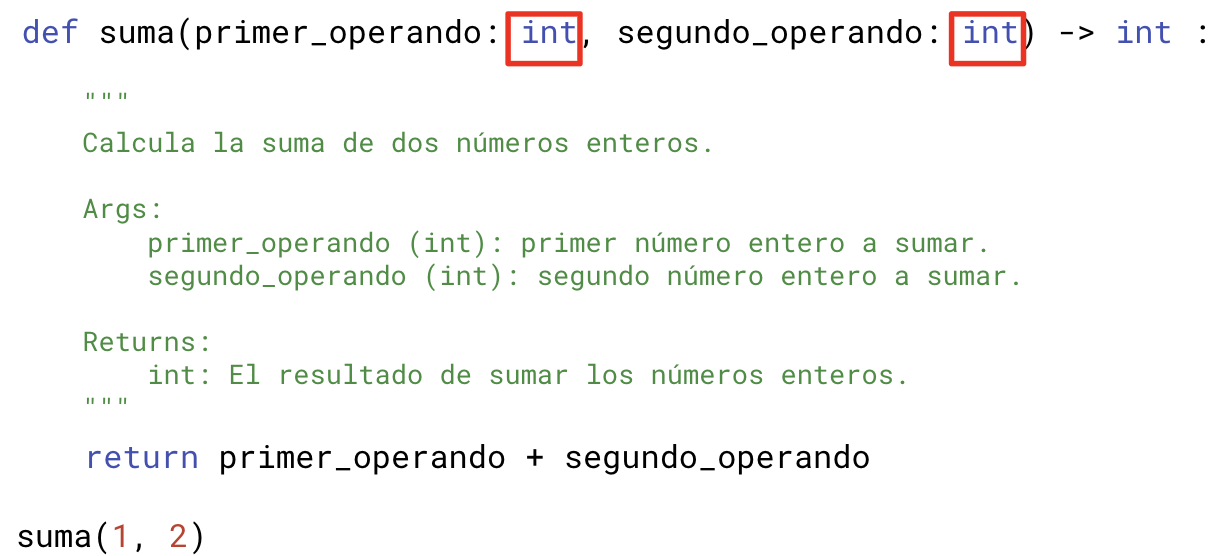 def suma(primer_operando: int, segundo_operando: int) -> int :
"""
Calcula la suma de dos números enteros.
Args:
primer_operando (int): primer número entero a sumar.
segundo_operando (int): segundo número entero a sumar.
Returns:
int: El resultado de sumar los números enteros.
"""
return primer_operando + segundo_operando
suma(1, 2)